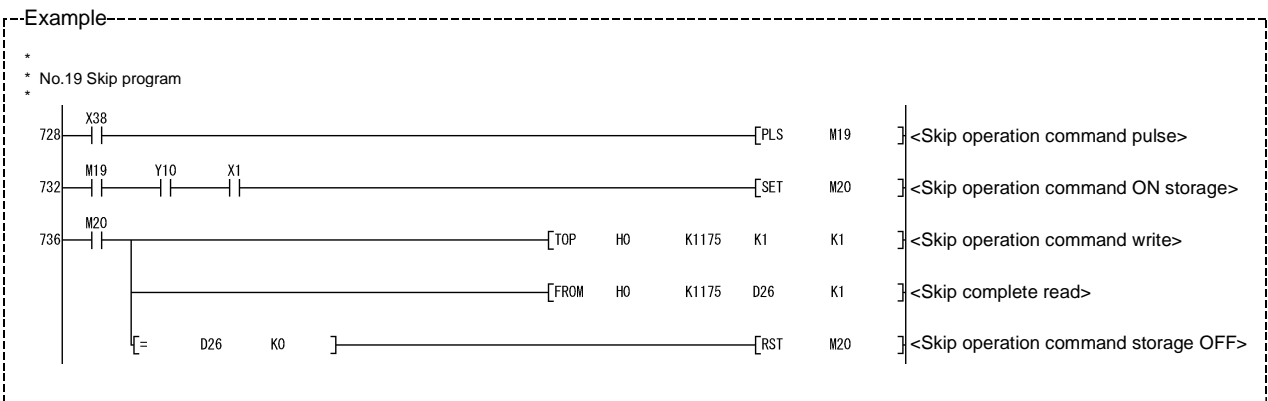 Example
*
* No.19 Skip program
*
X38
728 [PLS M19 ] <Skip operation command pulse>
M19 Y10 X1
732 [SET M20 ] <Skip operation command ON storage>
M20
736 [TOP H0 K1175 K1 K1 ] <Skip operation command write>
[FROM H0 K1175 D26 K1 ] <Skip complete read>
[= D26 K0 ] [RST M20 ] <Skip operation command storage OFF>